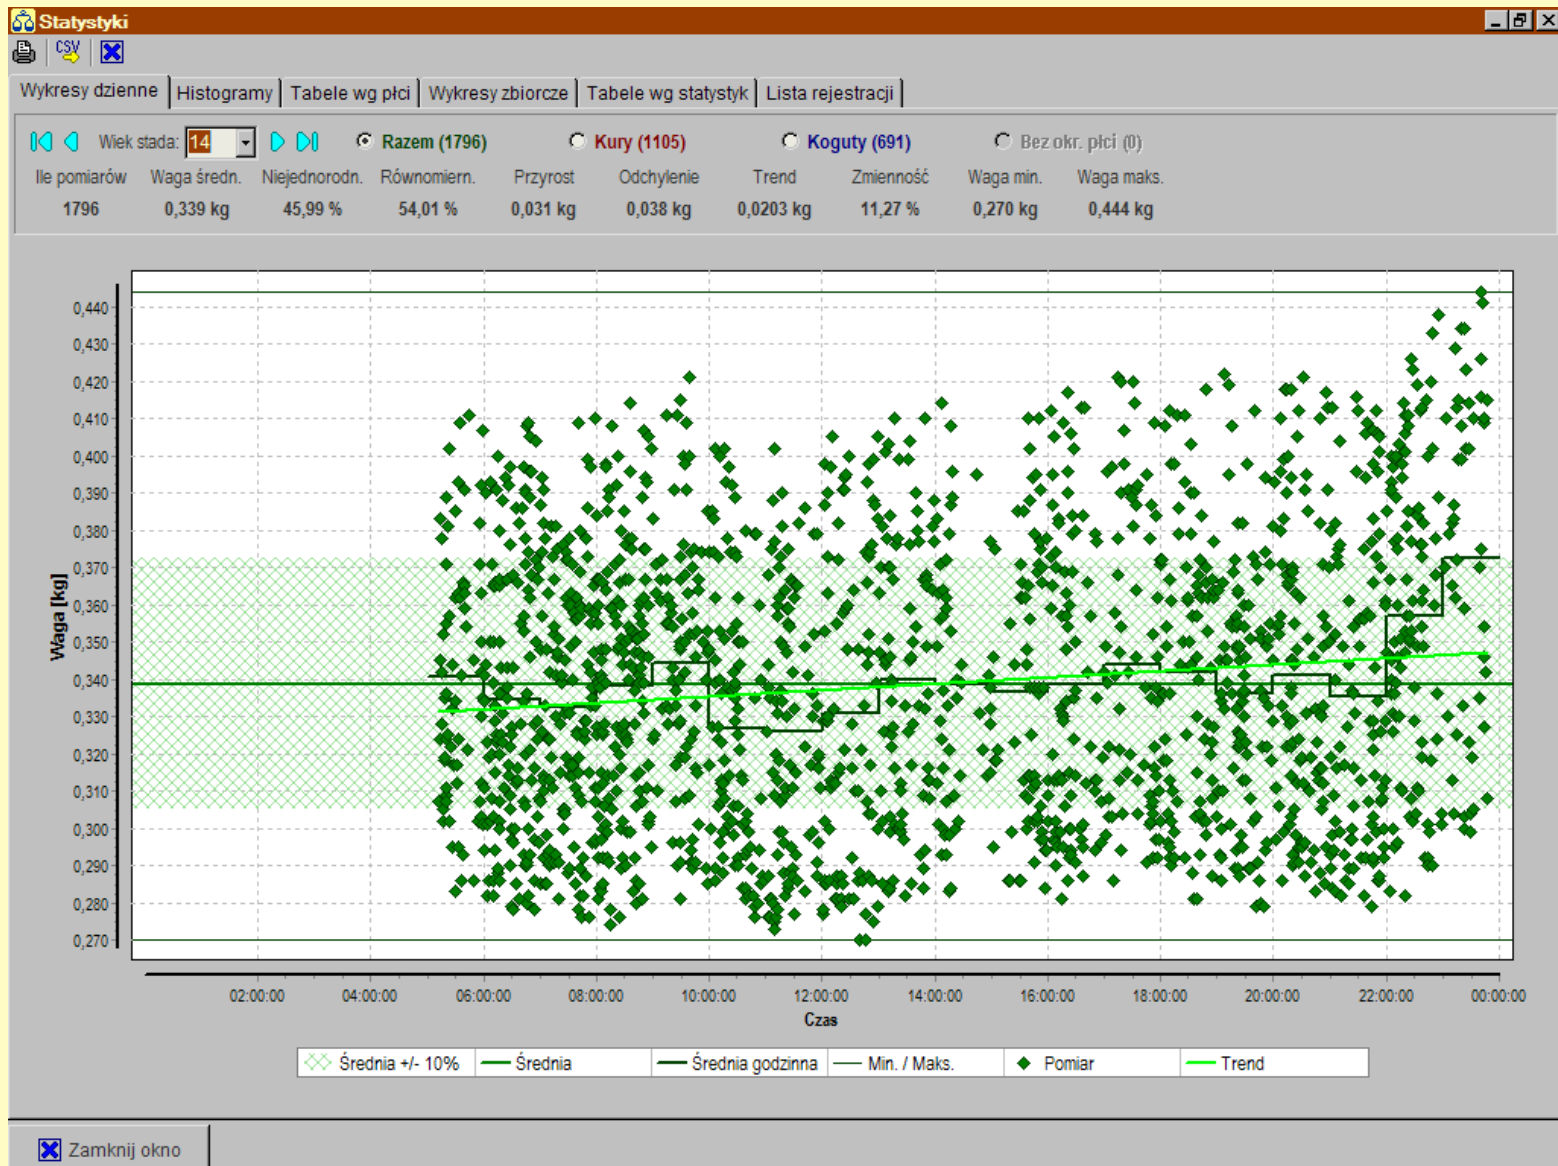 Statystyki
CSV
Wykresy dzienne Histogramy Tabele wg płci Wykresy zbiorcze Tabele wg statystyk Lista rejestracji
Wiek stada: 14 Razem (1796) Kury (1105) Koguty (691) Bez okr. płci (0)
Ile pomiarów Waga średn. Niejednorodn. Równomiern. Przyrost Odchylenie Trend Zmienność Waga min. Waga maks.
1796 0,339 kg 45,99 % 54,01 % 0,031 kg 0,038 kg 0,0203 kg 11,27 % 0,270 kg 0,444 kg
0,440
0,430
0,420
0,410
0,400
0,390
0,380
0,370
0,360
0,350
0,340
0,330
0,320
0,310
0,300
0,290
0,280
0,270
Waga [kg]
02:00:00 04:00:00 06:00:00 08:00:00 10:00:00 12:00:00 14:00:00 16:00:00 18:00:00 20:00:00 22:00:00 00:00:00
Czas
Średnia +/- 10% Średnia Średnia godzinna Min. / Maks. Pomiar Trend
Zamknij okno